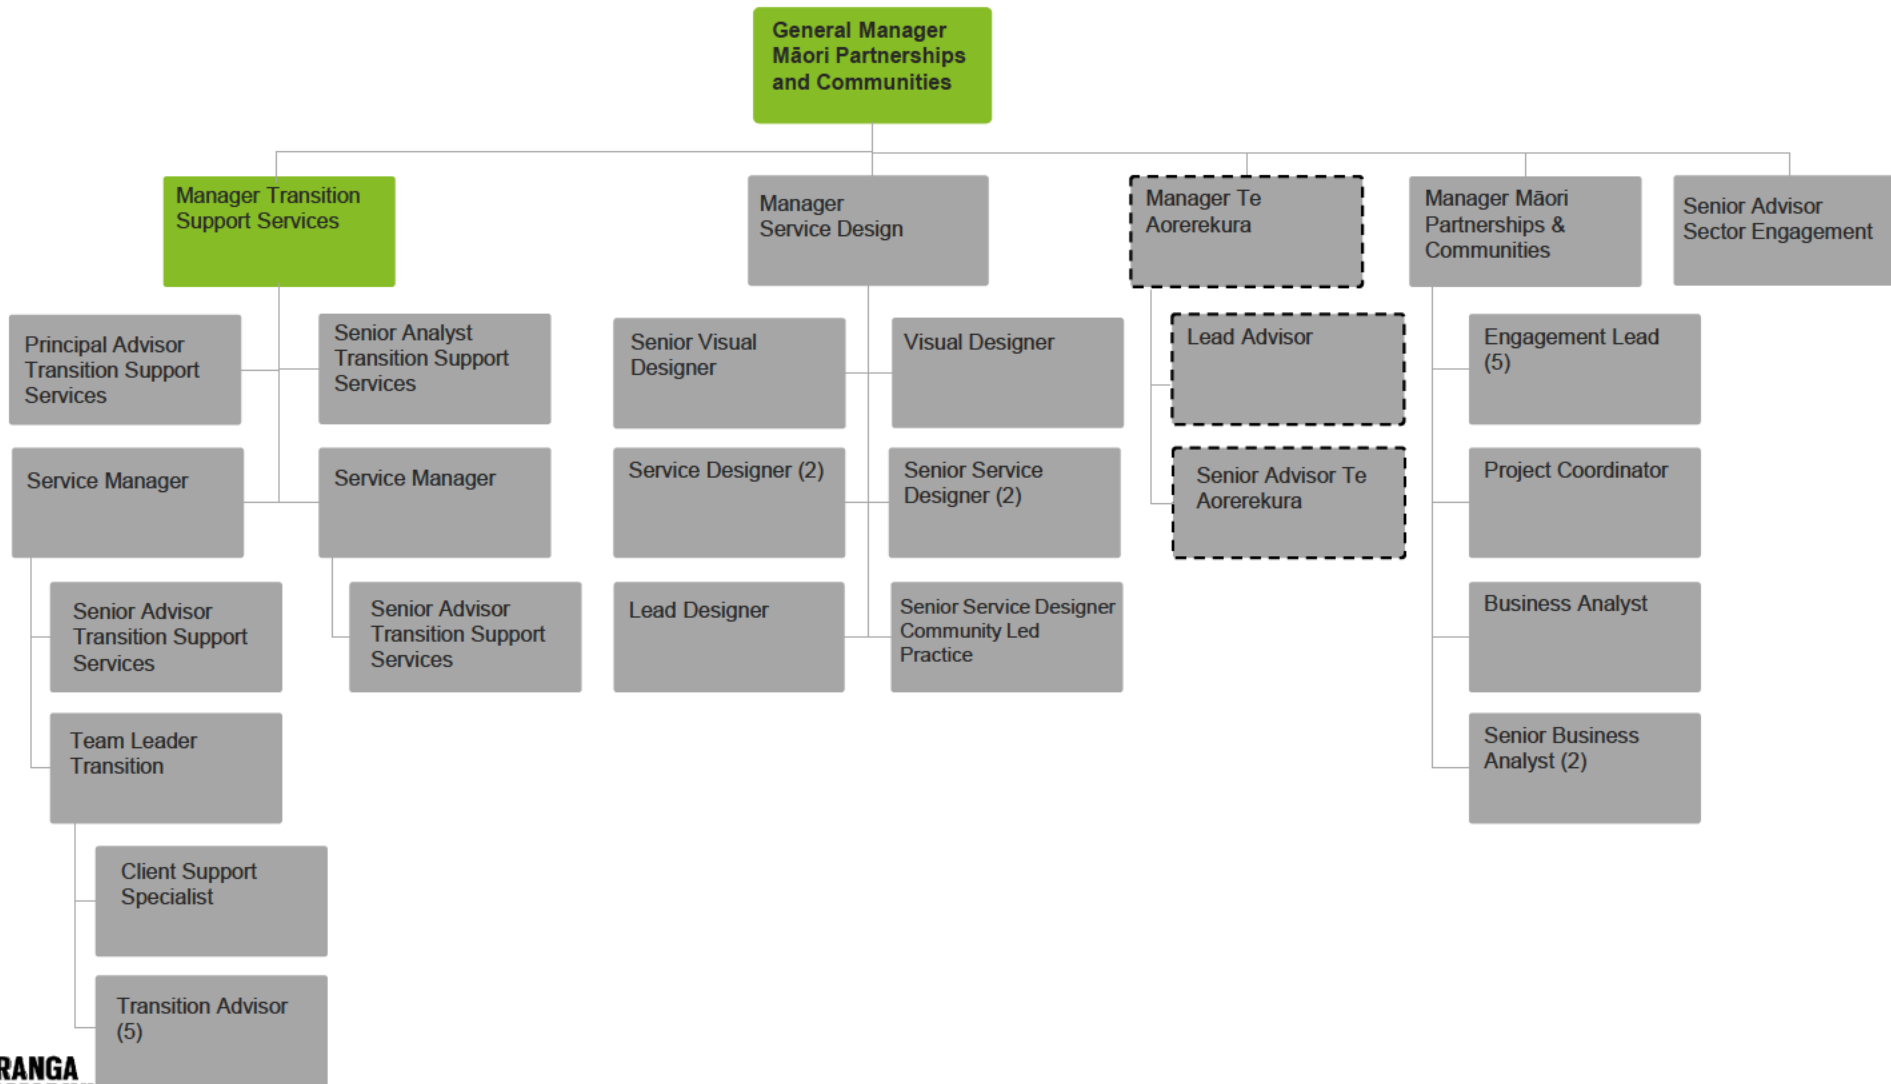 General Manager
Māori Partnerships
and Communities
Manager Transition
Support Services
Manager
Service Design
Manager Te
Aorerekura
Manager Māori
Partnerships &
Communities
Senior Advisor
Sector Engagement
Principal Advisor
Transition Support
Services
Senior Analyst
Transition Support
Services
Service Manager
Service Manager
Senior Advisor
Transition Support
Services
Team Leader
Transition
Client Support
Specialist
Transition Advisor
(5)
Senior Advisor
Transition Support
Services
Senior Visual
Designer
Visual Designer
Service Designer (2)
Senior Service
Designer (2)
Lead Designer
Senior Service Designer
Community Led
Practice
Lead Advisor
Senior Advisor Te
Aorerekura
Engagement Lead
(5)
Project Coordinator
Business Analyst
Senior Business
Analyst (2)
RANGA